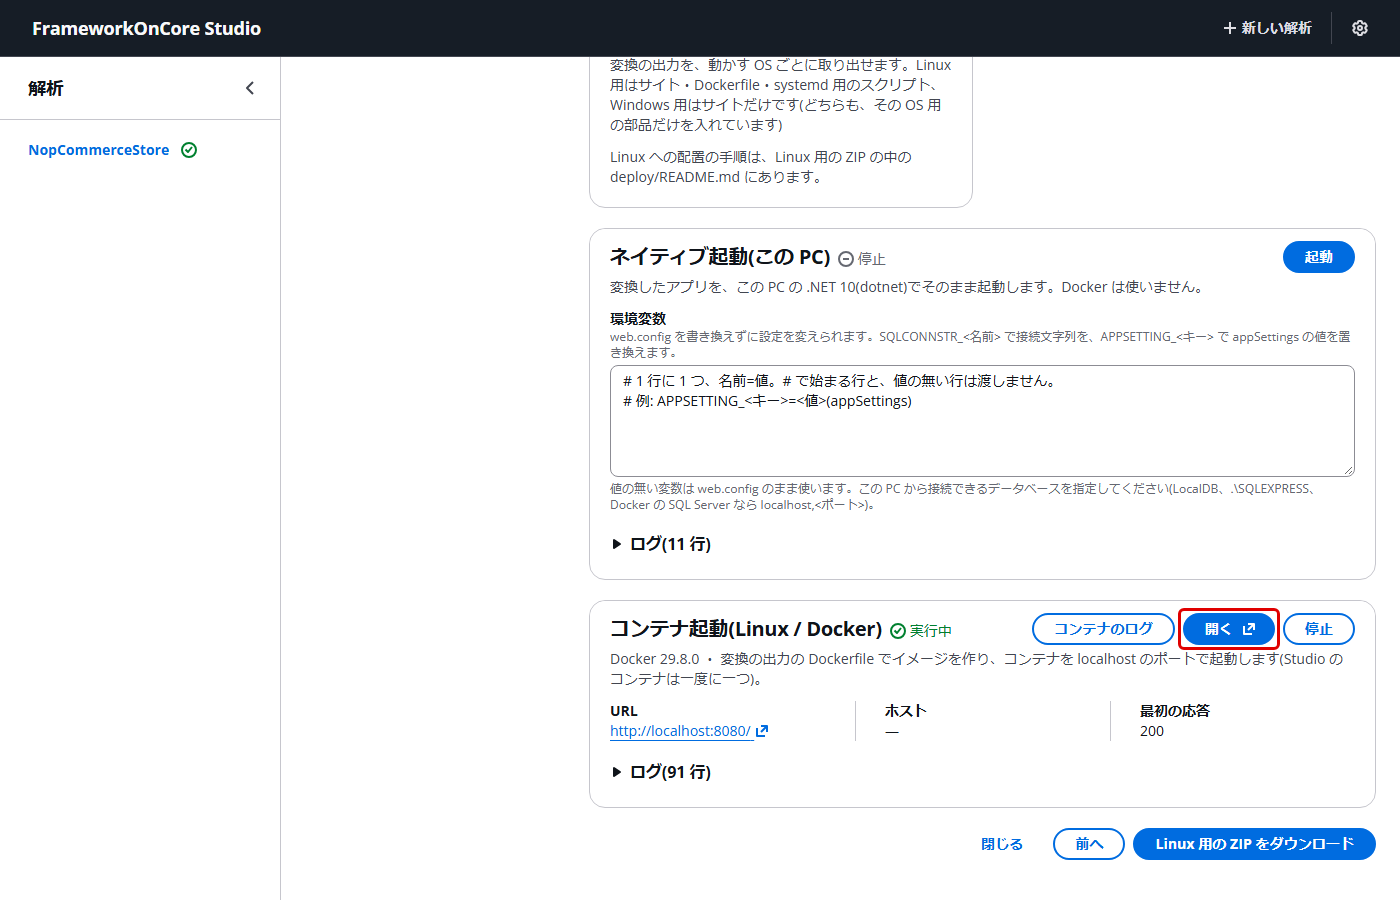 FrameworkOnCore Studio
新しい解析
解析
NopCommerceStore
変換の出力を、動かす OS ごとに取り出せます。Linux
用はサイト・Dockerfile・systemd 用のスクリプト、
Windows 用はサイトだけです(どちらも、その OS 用
の部品だけを入れています)
Linux への配置の手順は、Linux 用の ZIP の中の
deploy/README.md にあります。
ネイティブ起動(この PC) 停止
起動
変換したアプリを、この PC の .NET 10(dotnet)でそのまま起動します。Docker は使いません。
環境変数
web.config を書き換えずに設定を変えられます。SQLCONNSTR_<名前> で接続文字列を、APPSETTING_<キー> で appSettings の値を置
き換えます。
# 1 行に 1 つ、名前=値。# で始まる行と、値の無い行は渡しません。
# 例: APPSETTING_<キー>=<値>(appSettings)
値の無い変数は web.config のまま使います。この PC から接続できるデータベースを指定してください(LocalDB、.\SQLEXPRESS、
Docker の SQL Server なら localhost,<ポート>)。
ログ(11 行)
コンテナ起動(Linux / Docker) 実行中
コンテナのログ
開く
停止
Docker 29.8.0 ・ 変換の出力の Dockerfile でイメージを作り、コンテナを localhost のポートで起動します(Studio の
コンテナは一度に一つ)。
URL
http://localhost:8080/
ホスト
—
最初の応答
200
ログ(91 行)
閉じる
前へ
Linux 用の ZIP をダウンロード